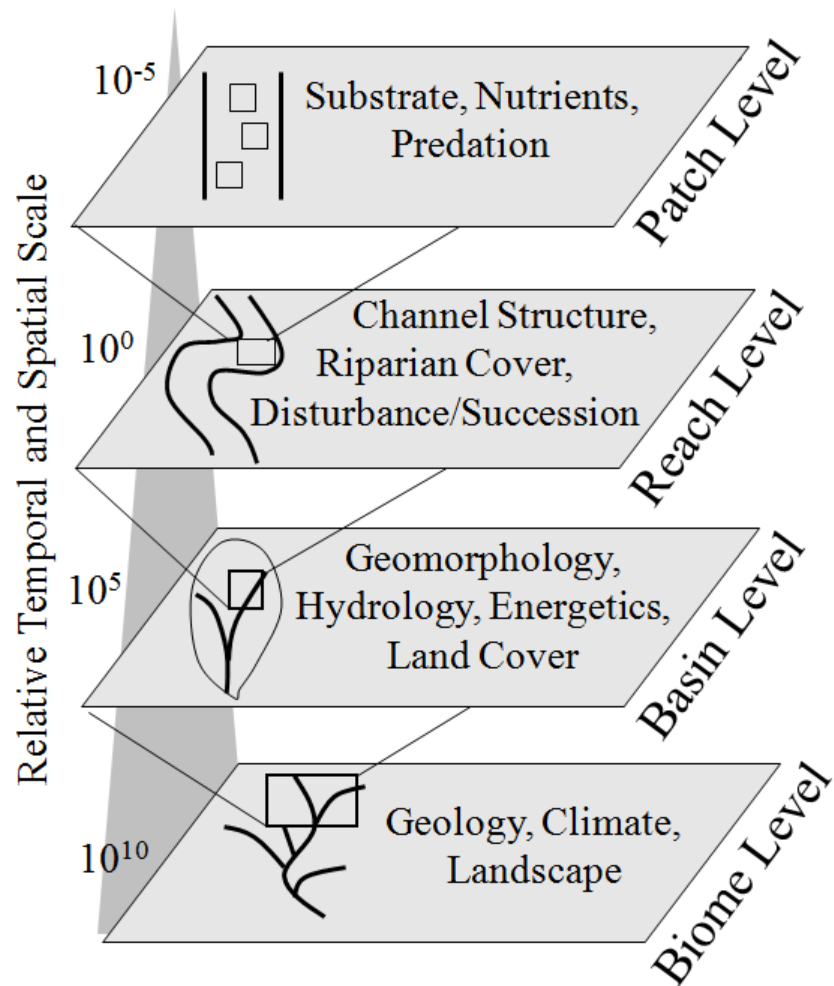 Relative Temporal and Spatial Scale
10⁻⁵
Substrate, Nutrients,
Predation
Patch Level
10⁰
Channel Structure,
Riparian Cover,
Disturbance/Succession
Reach Level
10⁵
Geomorphology,
Hydrology, Energetics,
Land Cover
Basin Level
10¹⁰
Geology, Climate,
Landscape
Biome Level